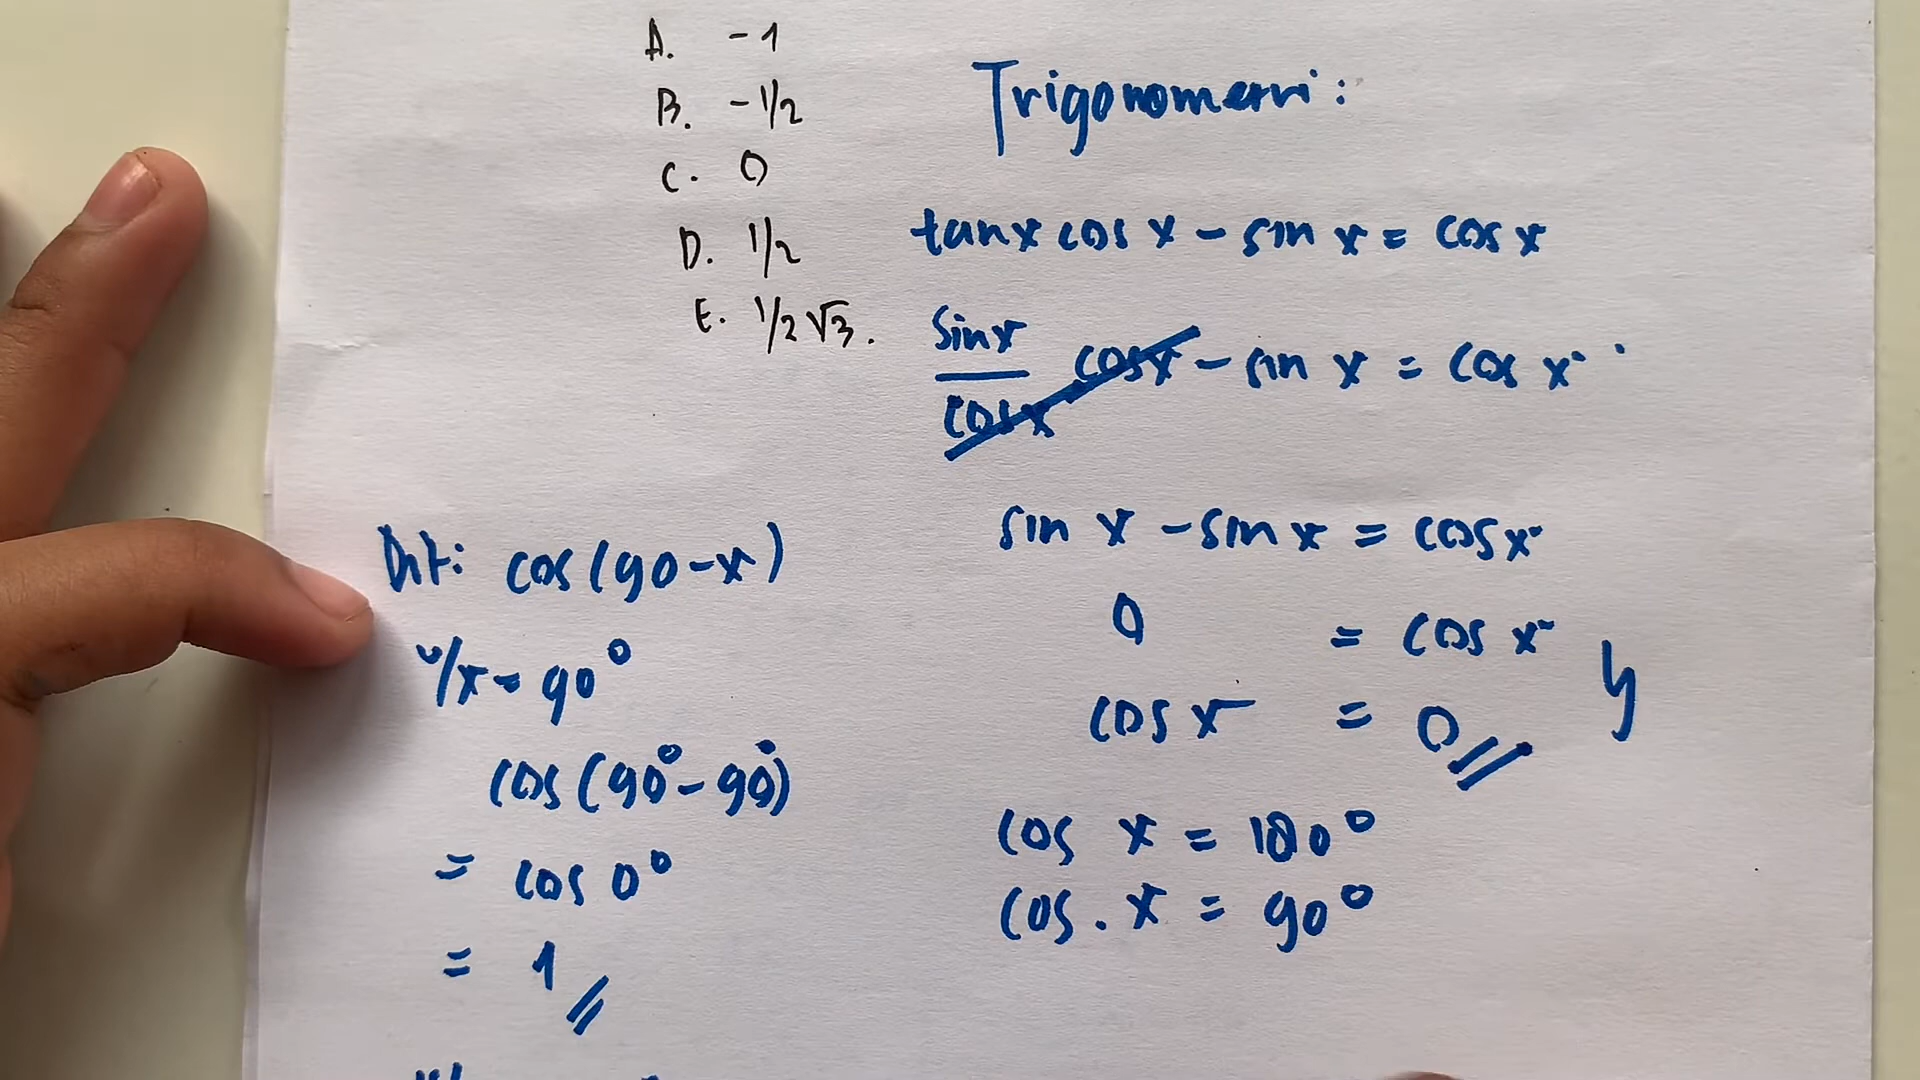 A. -1
B. -1/2
C. 0
D. 1/2
E. 1/2 √3.
Trigonometri:
tan x cos x - sin x = cos x
sin x / cos x cos x - sin x = cos x
sin x - sin x = cos x
0 = cos x
cos x = 0
cos x = 180°
cos. x = 90°
Dit: cos (90-x)
u/x = 90°
cos (90° - 90°)
= cos 0°
= 1